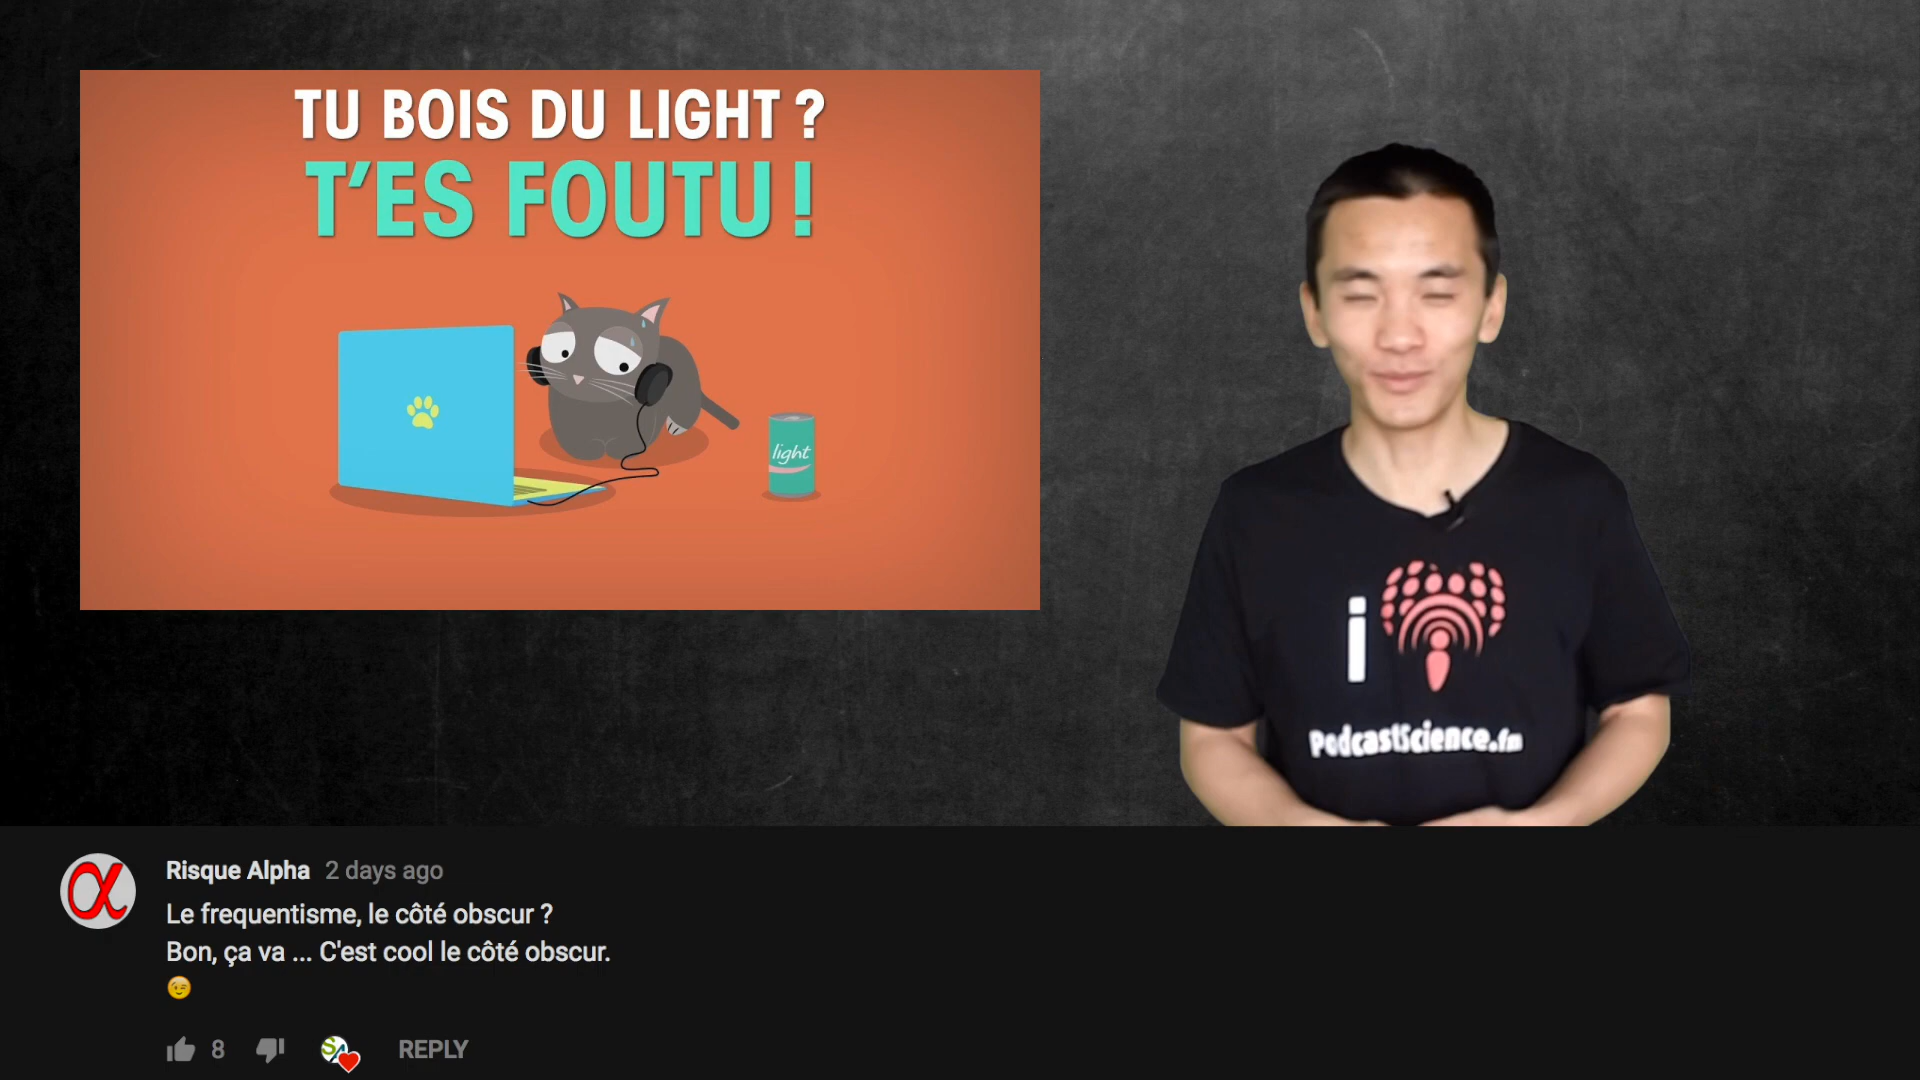 TU BOIS DU LIGHT ?
T'ES FOUTU !
light
i
PodcastScience.fm
Risque Alpha 2 days ago
Le frequentisme, le côté obscur ?
Bon, ça va ... C'est cool le côté obscur.
😉
8 REPLY